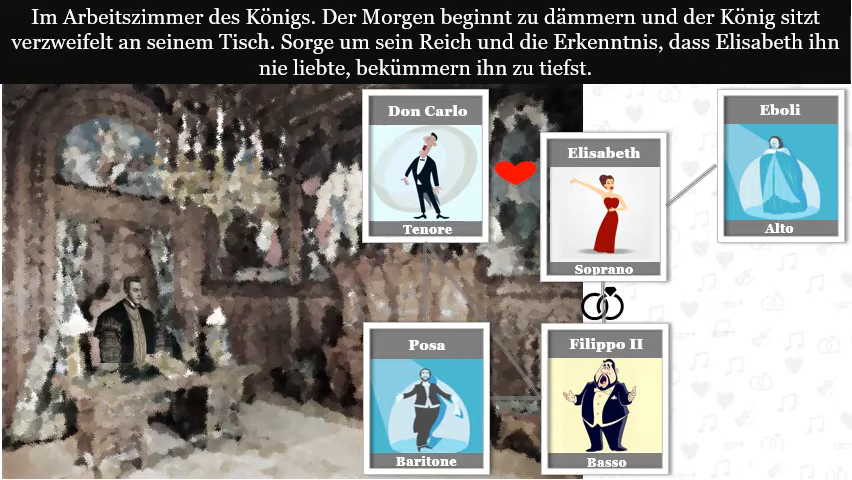 Im Arbeitszimmer des Königs. Der Morgen beginnt zu dämmern und der König sitzt
verzweifelt an seinem Tisch. Sorge um sein Reich und die Erkenntnis, dass Elisabeth ihn
nie liebte, bekümmern ihn zu tiefst.
Don Carlo
Tenore
Elisabeth
Soprano
Eboli
Alto
Posa
Baritone
Filippo II
Basso